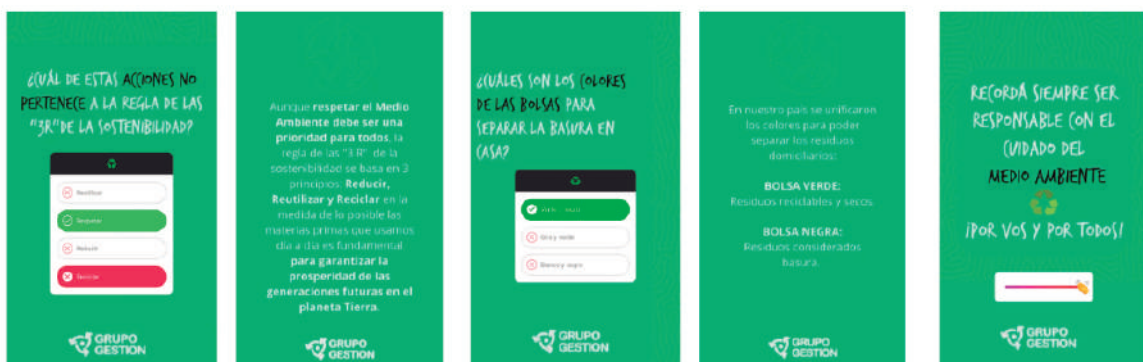 ¿CUÁL DE ESTAS ACCIONES NO
PERTENECE A LA REGLA DE LAS
"3R" DE LA SOSTENIBILIDAD?
Reutilizar
Respetar
Reducir
Reciclar
GRUPO
GESTION
Aunque respetar el Medio
Ambiente debe ser una
prioridad para todos, la
regla de las "3 R" de la
sostenibilidad se basa en 3
principios: Reducir,
Reutilizar y Reciclar en la
medida de lo posible las
materias primas que usamos
día a día es fundamental
para garantizar la
prosperidad de las
generaciones futuras en el
planeta Tierra.
GRUPO
GESTION
¿CUÁLES SON LOS COLORES
DE LAS BOLSAS PARA
SEPARAR LA BASURA EN
CASA?
Gris y verde
Blanco y negro
GRUPO
GESTION
En nuestro país se unificaron
los colores para poder
separar los residuos
domiciliarios:
BOLSA VERDE:
Residuos reciclables y secos.
BOLSA NEGRA:
Residuos considerados
basura.
GRUPO
GESTION
RECORDÁ SIEMPRE SER
RESPONSABLE CON EL
CUIDADO DEL
MEDIO AMBIENTE
¡POR VOS Y POR TODOS!
GRUPO
GESTION